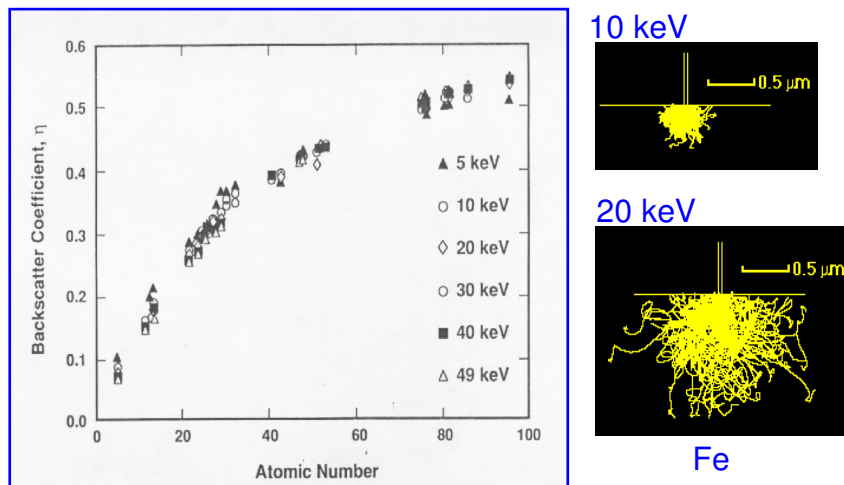 0.6
0.5
0.4
0.3
0.2
0.1
0.0
Backscatter Coefficient, η
0
20
40
60
80
100
Atomic Number
5 keV
10 keV
20 keV
30 keV
40 keV
49 keV
10 keV
0.5 μm
20 keV
0.5 μm
Fe